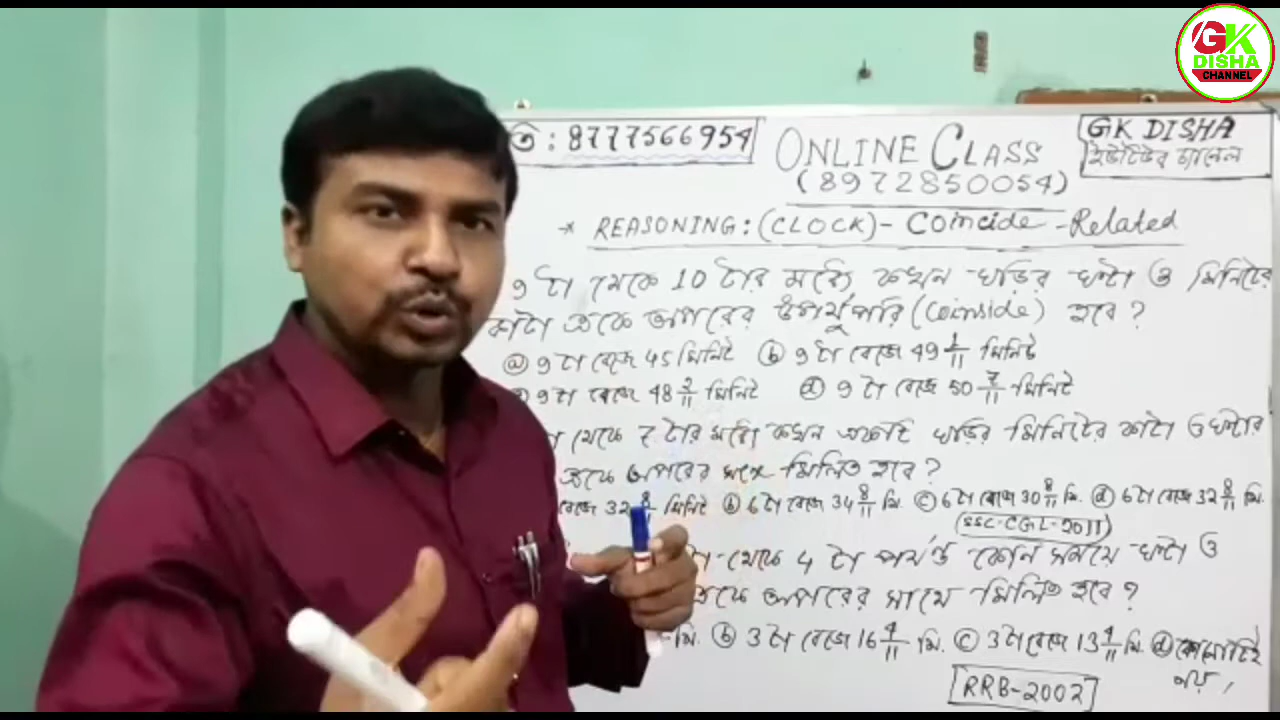 GK
DISHA
CHANNEL
: 8777566954
ONLINE CLASS
(8972850054)
GK DISHA
ইউটিউব চ্যানেল
* REASONING: (CLOCK) - Coincide - Related
9 টা থেকে 10 টার মধ্যে কখন ঘড়ির ঘন্টা ও মিনিটের
কাটা একে অপরের উপর্যুপরি (Coinside) হবে?
ⓐ 9 টা বেজে 45 মিনিট ⓑ 9 টা বেজে 49 1/11 মিনিট
9 টা বেজে 48 2/11 মিনিট ⓓ 9 টা বেজে 50 7/11 মিনিট
থেকে 7 টার মধ্যে কখন একটি ঘড়ির মিনিটের কাটা ও ঘন্টার
একে অপরের সঙ্গে মিলিত হবে?
বেজে 32 8/11 মিনিট ⓑ 6 টা বেজে 34 8/11 মি. ⓒ 6 টা বেজে 30 8/11 মি. ⓓ 6 টা বেজে 32 8/11 মি.
(SSC-CGL-2011)
থেকে 4 টা পর্যন্ত কোন সময়ে ঘন্টা ও
একে অপরের সাথে মিলিত হবে?
মি. ⓑ 3 টা বেজে 16 4/11 মি. ⓒ 3 টা বেজে 13 4/11 মি. ⓓ কোনোটিই
নয়,
RRB-2002